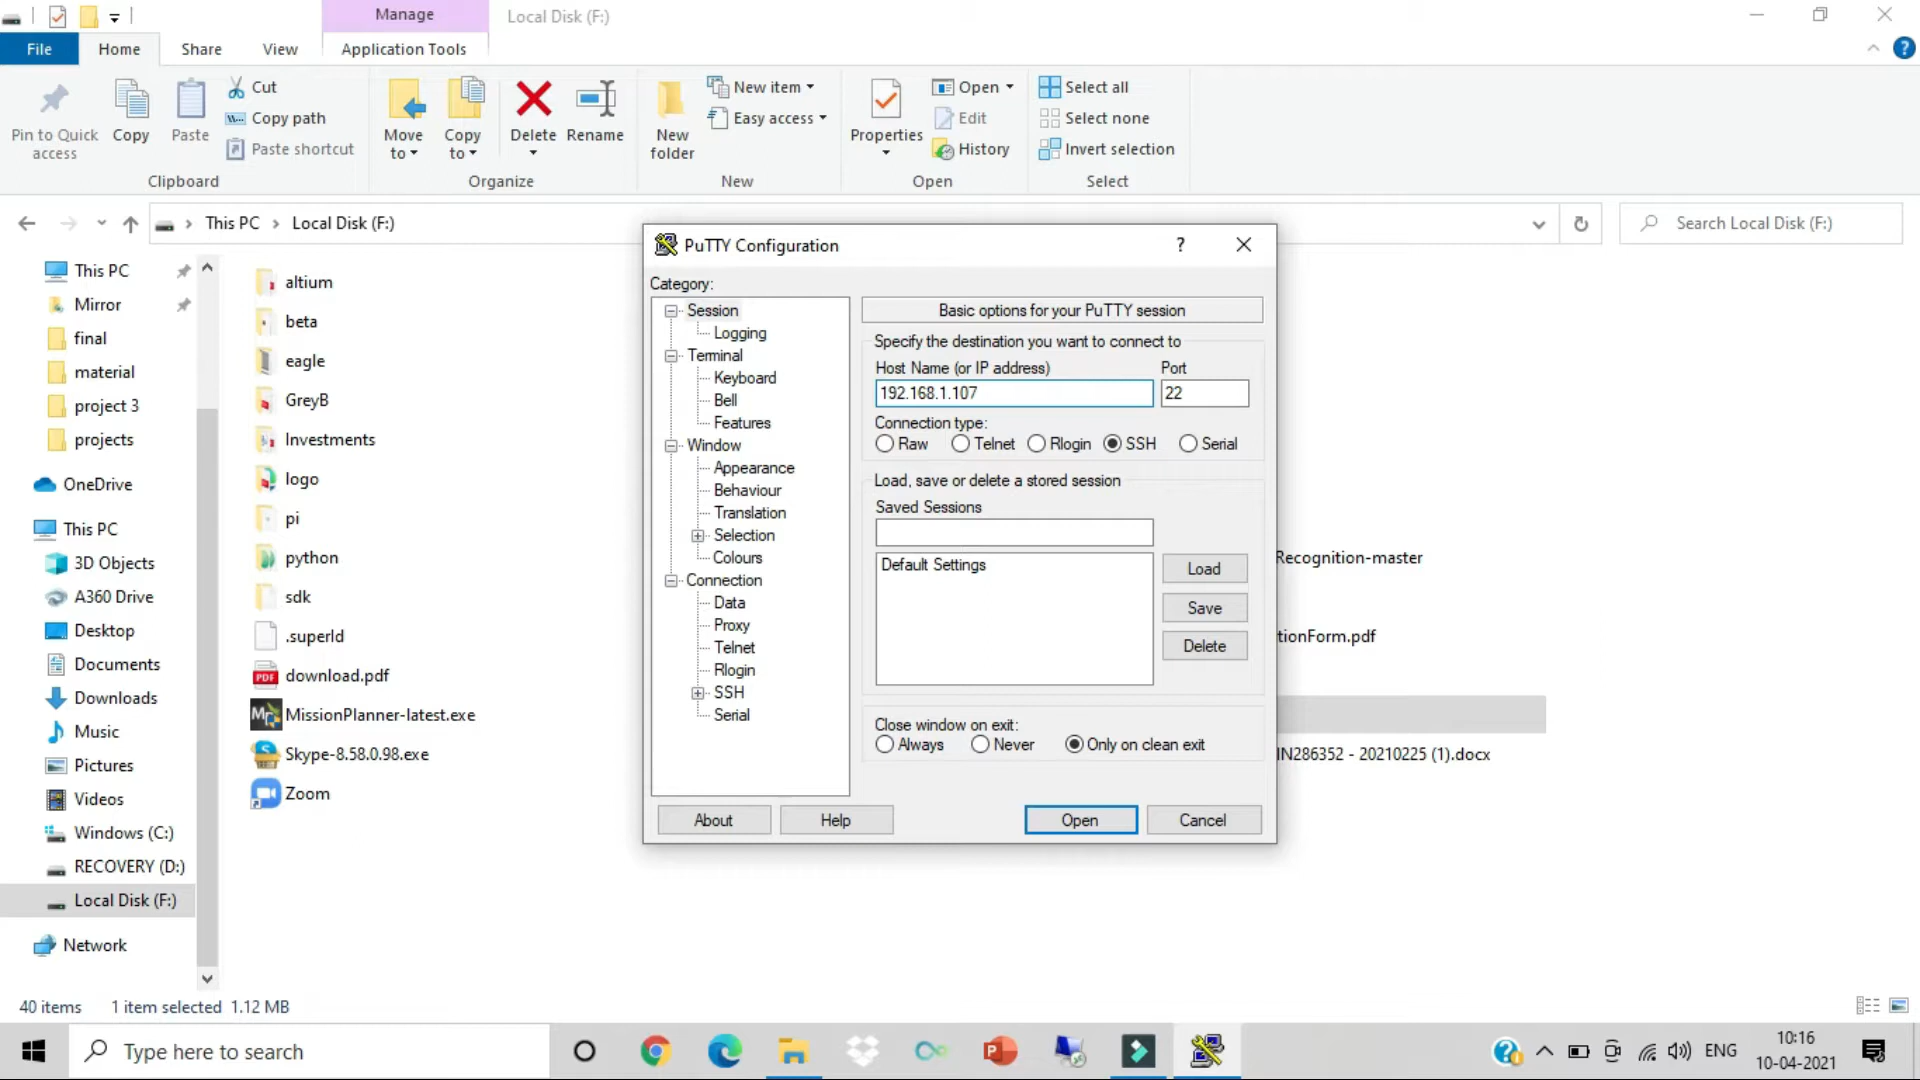 Manage
Local Disk (F:)
File
Home
Share
View
Application Tools
Pin to Quick access
Copy
Paste
Cut
Copy path
Paste shortcut
Clipboard
Move to
Copy to
Delete
Rename
Organize
New folder
New item
Easy access
New
Properties
Open
Edit
History
Open
Select all
Select none
Invert selection
Select
This PC
Local Disk (F:)
Search Local Disk (F:)
This PC
Mirror
final
material
project 3
projects
OneDrive
This PC
3D Objects
A360 Drive
Desktop
Documents
Downloads
Music
Pictures
Videos
Windows (C:)
RECOVERY (D:)
Local Disk (F:)
Network
altium
beta
eagle
GreyB
Investments
logo
pi
python
sdk
.superId
download.pdf
MissionPlanner-latest.exe
Skype-8.58.0.98.exe
Zoom
PuTTY Configuration
?
Category:
Session
Logging
Terminal
Keyboard
Bell
Features
Window
Appearance
Behaviour
Translation
Selection
Colours
Connection
Data
Proxy
Telnet
Rlogin
SSH
Serial
Basic options for your PuTTY session
Specify the destination you want to connect to
Host Name (or IP address)
Port
192.168.1.107
22
Connection type:
Raw
Telnet
Rlogin
SSH
Serial
Load, save or delete a stored session
Saved Sessions
Default Settings
Load
Save
Delete
Close window on exit:
Always
Never
Only on clean exit
About
Help
Open
Cancel
Recognition-master
tionForm.pdf
IN286352 - 20210225 (1).docx
40 items
1 item selected 1.12 MB
Type here to search
ENG
10:16
10-04-2021